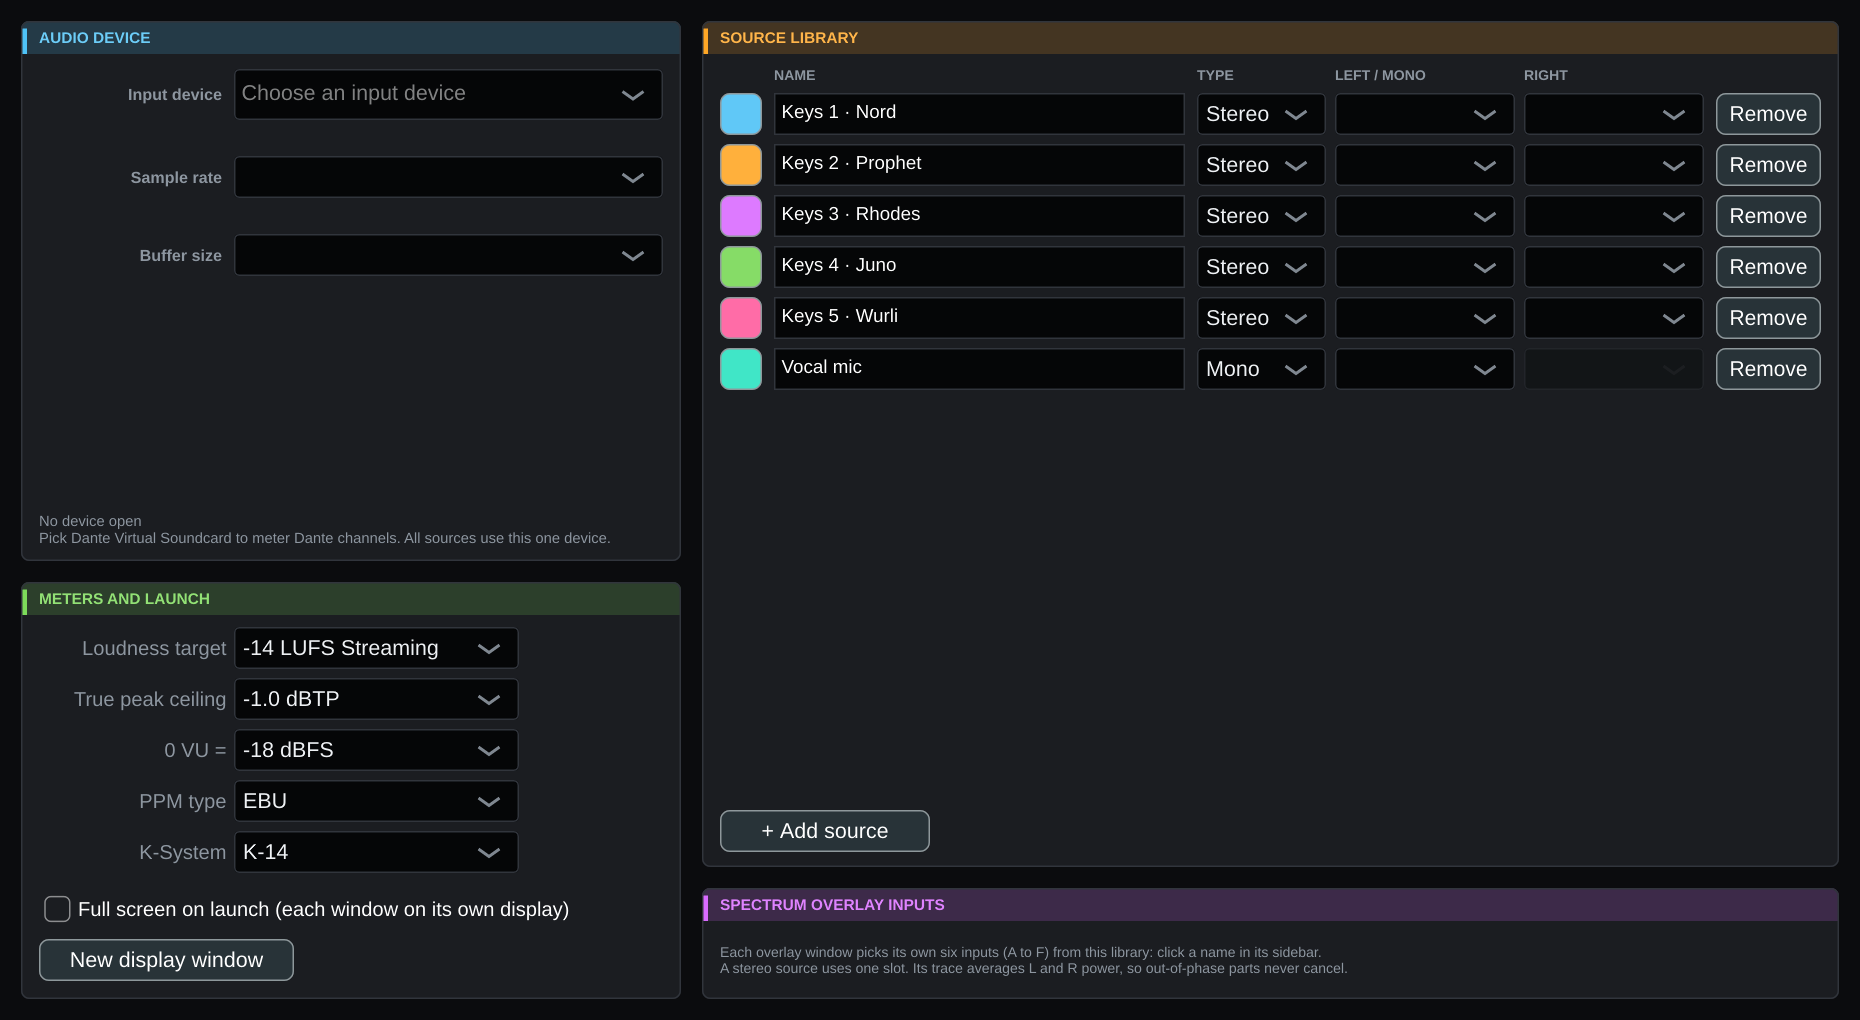 AUDIO DEVICE
Input device Choose an input device
Sample rate
Buffer size
No device open
Pick Dante Virtual Soundcard to meter Dante channels. All sources use this one device.
METERS AND LAUNCH
Loudness target -14 LUFS Streaming
True peak ceiling -1.0 dBTP
0 VU = -18 dBFS
PPM type EBU
K-System K-14
Full screen on launch (each window on its own display)
New display window
SOURCE LIBRARY
NAME TYPE LEFT / MONO RIGHT
Keys 1 · Nord Stereo Remove
Keys 2 · Prophet Stereo Remove
Keys 3 · Rhodes Stereo Remove
Keys 4 · Juno Stereo Remove
Keys 5 · Wurli Stereo Remove
Vocal mic Mono Remove
+ Add source
SPECTRUM OVERLAY INPUTS
Each overlay window picks its own six inputs (A to F) from this library: click a name in its sidebar.
A stereo source uses one slot. Its trace averages L and R power, so out-of-phase parts never cancel.